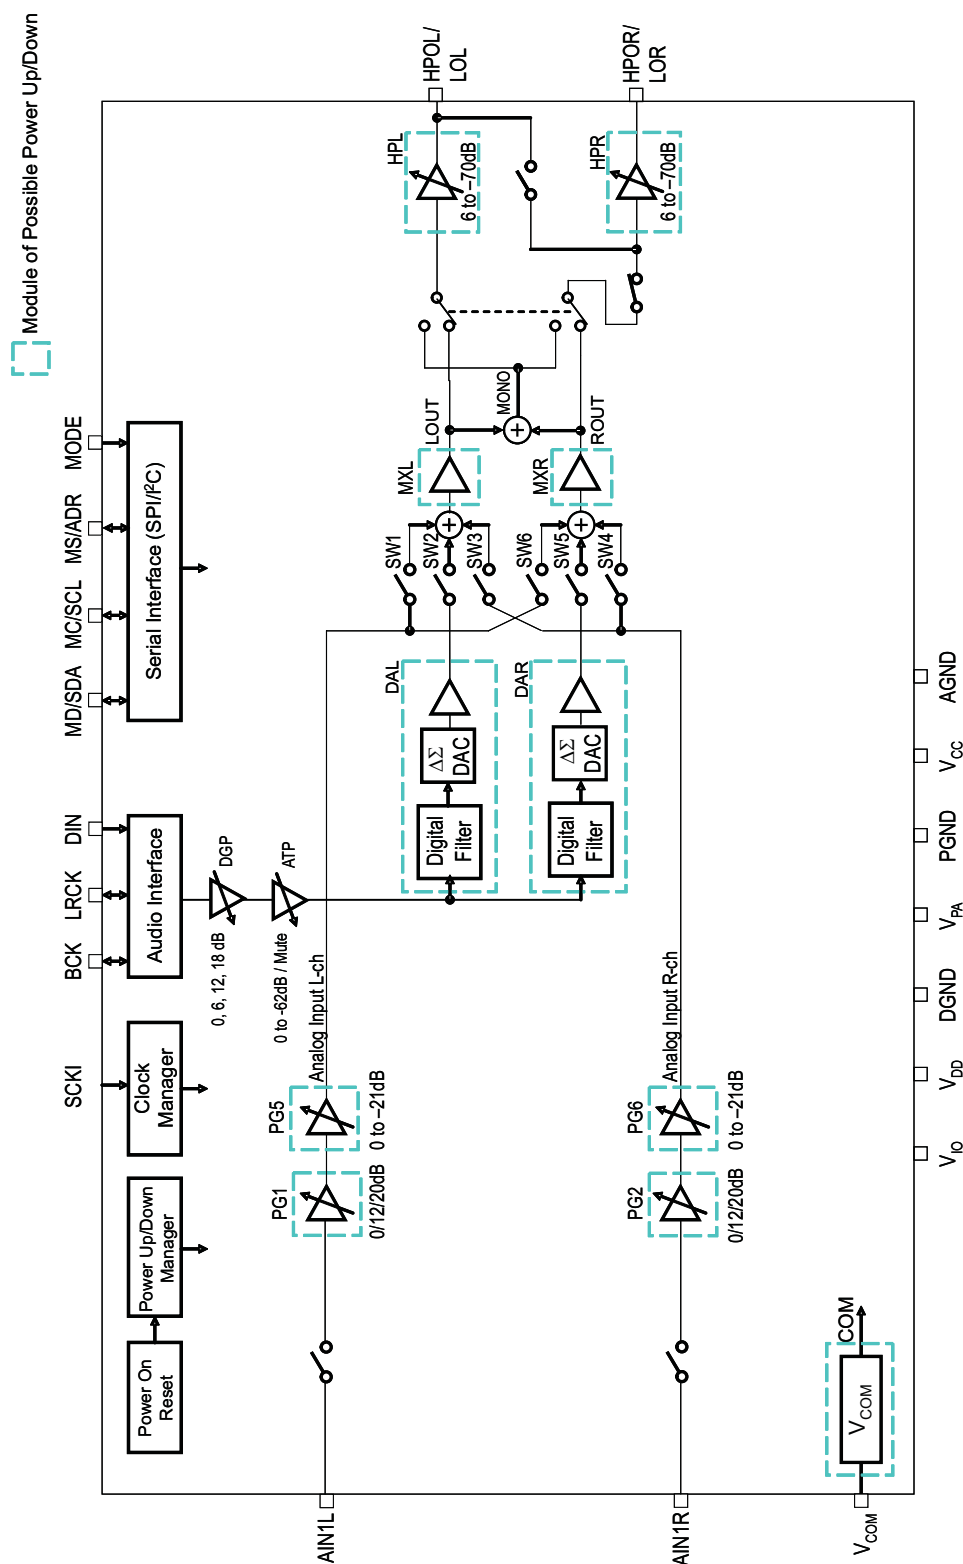 Module of Possible Power Up/Down
SCKI
BCK
LRCK
DIN
MD/SDA
MC/SCL
MS/ADR
MODE
Power On
Reset
Power Up/Down
Manager
Clock
Manager
Audio Interface
Serial Interface (SPI/I²C)
DGP
0, 6, 12, 18 dB
ATP
0 to -62dB / Mute
AIN1L
PG1
0/12/20dB
PG5
0 to –21dB
Analog Input L-ch
DAL
Digital
Filter
ΔΣ
DAC
SW1
SW2
SW3
MXL
LOUT
MONO
HPL
6 to –70dB
HPOL/
LOL
DAR
Digital
Filter
ΔΣ
DAC
SW6
SW5
SW4
MXR
ROUT
HPR
6 to –70dB
HPOR/
LOR
AIN1R
PG2
0/12/20dB
PG6
0 to –21dB
Analog Input R-ch
VCOM
VCOM
COM
VIO
VDD
DGND
VPA
PGND
VCC
AGND